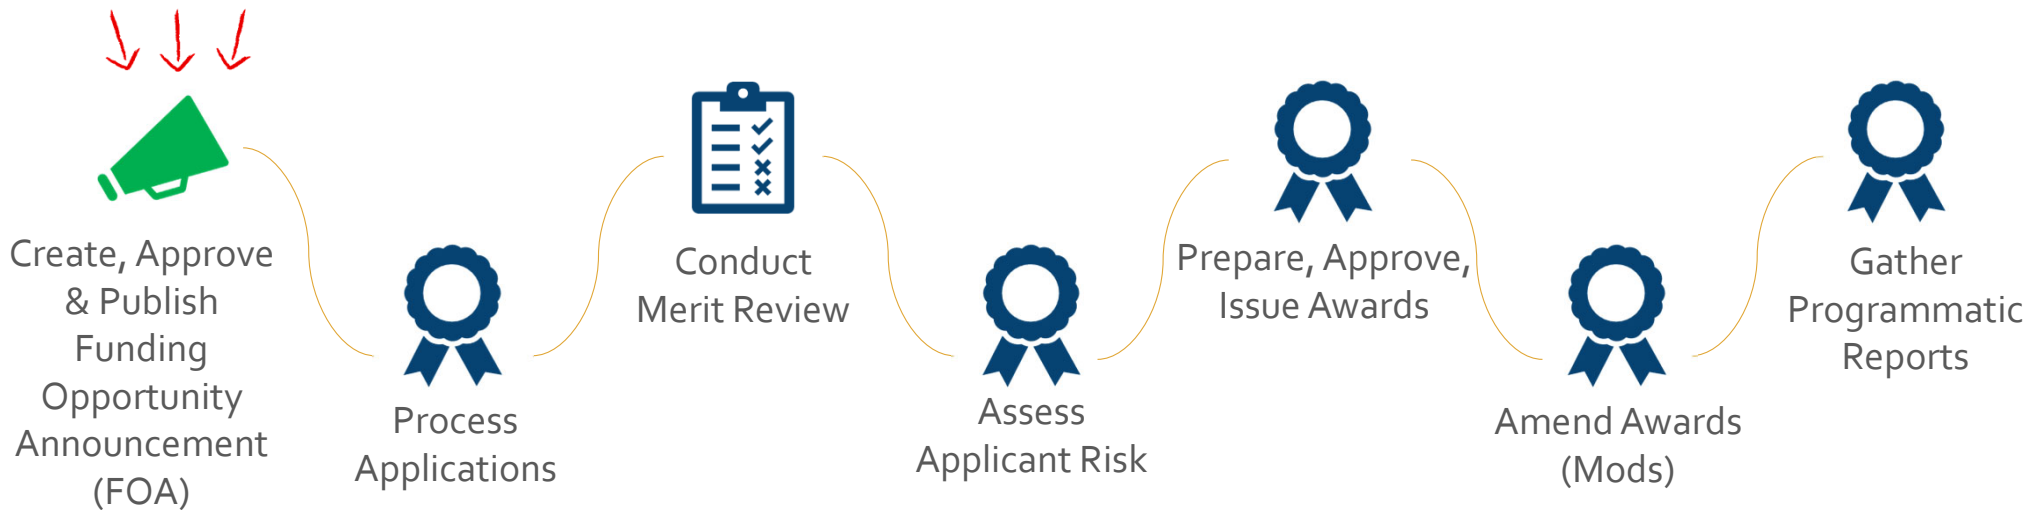 Create, Approve
& Publish
Funding
Opportunity
Announcement
(FOA)
Process
Applications
Conduct
Merit Review
Assess
Applicant Risk
Prepare, Approve,
Issue Awards
Amend Awards
(Mods)
Gather
Programmatic
Reports